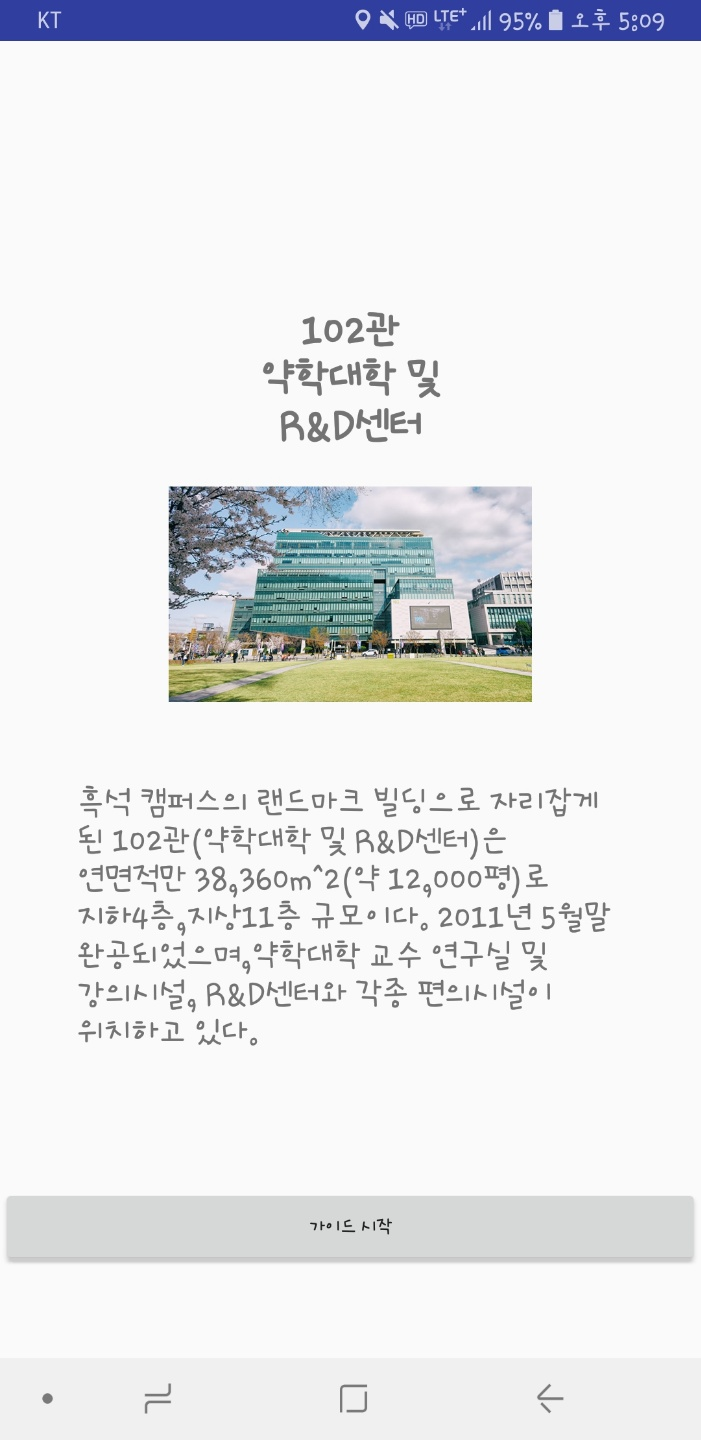 KT HD LTE+ 95% 오후 5:09
102관
약학대학 및
R&D센터
흑석 캠퍼스의 랜드마크 빌딩으로 자리잡게
된 102관(약학대학 및 R&D센터)은
연면적만 38,360m^2(약 12,000평)로
지하4층,지상11층 규모이다. 2011년 5월말
완공되었으며,약학대학 교수 연구실 및
강의시설, R&D센터와 각종 편의시설이
위치하고 있다.
가이드 시작